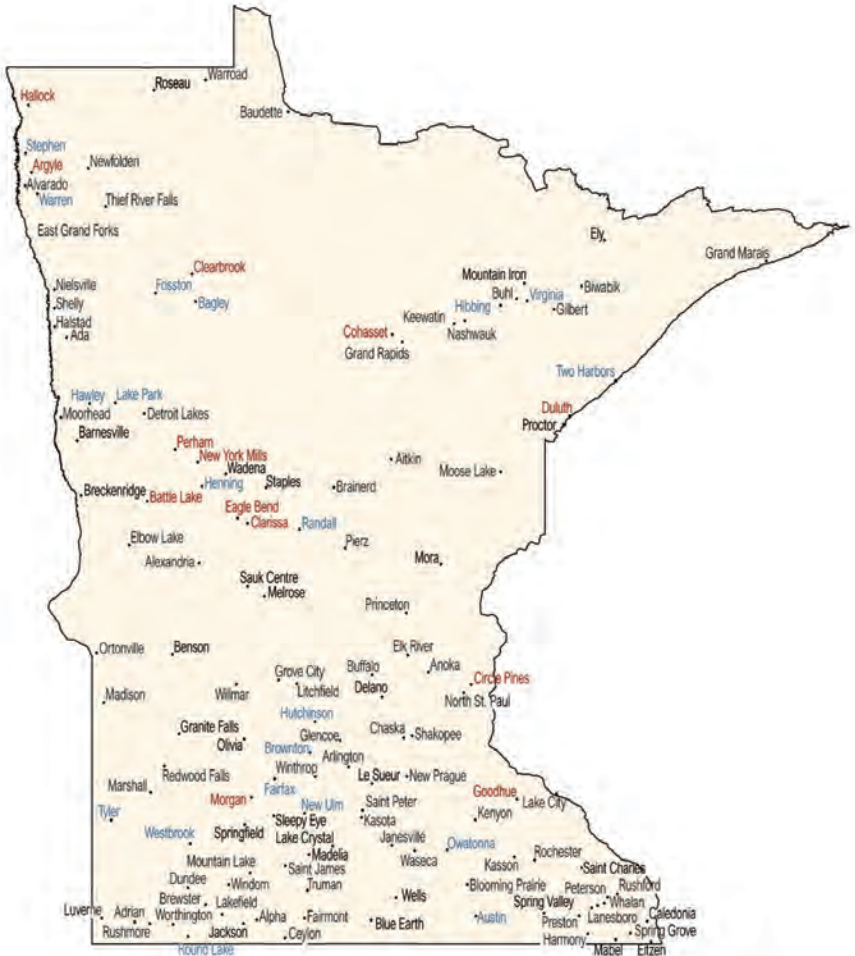 Warroad
Roseau
Hallock
Baudette
Stephen
Argyle
Newfolden
Alvarado
Warren
Thief River Falls
East Grand Forks
Ely
Grand Marais
Clearbrook
Mountain Iron
Nielsville
Fosston
Biwabik
Buhl
Virginia
Bagley
Shelly
Hibbing
Gilbert
Keewatin
Halstad
Ada
Cohasset
Nashwauk
Grand Rapids
Two Harbors
Hawley
Lake Park
Duluth
Moorhead
Detroit Lakes
Proctor
Barnesville
Perham
New York Mills
Aitkin
Wadena
Moose Lake
Henning
Staples
Brainerd
Breckenridge
Battle Lake
Eagle Bend
Clarissa
Randall
Elbow Lake
Pierz
Alexandria
Mora
Sauk Centre
Melrose
Princeton
Ortonville
Benson
Elk River
Buffalo
Anoka
Grove City
Circle Pines
Madison
Wilmar
Litchfield
Delano
North St. Paul
Hutchinson
Granite Falls
Chaska
Shakopee
Glencoe
Olivia
Brownton
Arlington
Winthrop
Redwood Falls
Le Sueur
New Prague
Marshall
Fairfax
Goodhue
Morgan
Lake City
New Ulm
Saint Peter
Tyler
Kenyon
Sleepy Eye
Kasota
Westbrook
Springfield
Lake Crystal
Janesville
Owatonna
Madelia
Waseca
Rochester
Mountain Lake
Kasson
Saint James
Saint Charles
Dundee
Windom
Truman
Blooming Prairie
Peterson
Rushford
Brewster
Wells
Lakefield
Spring Valley
Whalan
Luverne
Adrian
Worthington
Alpha
Fairmont
Austin
Lanesboro
Caledonia
Blue Earth
Preston
Rushmore
Jackson
Ceylon
Spring Grove
Harmony
Round Lake
Mabel
Eitzen